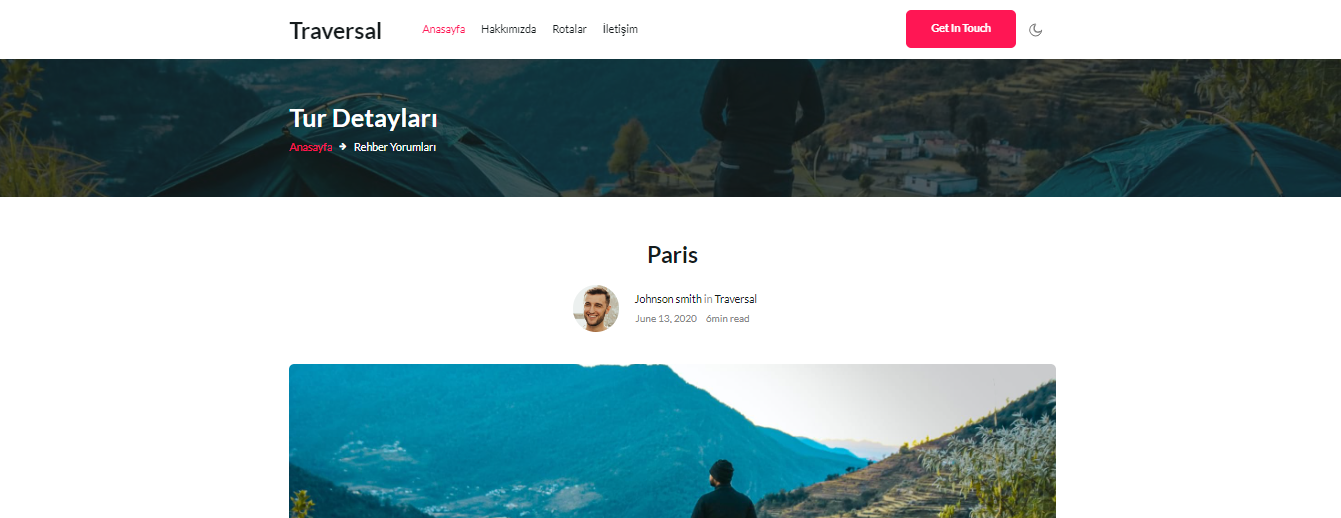 Traversal
Anasayfa Hakkımızda Rotalar İletişim
Get In Touch
Tur Detayları
Anasayfa → Rehber Yorumları
Paris
Johnson smith in Traversal
June 13, 2020 6min read